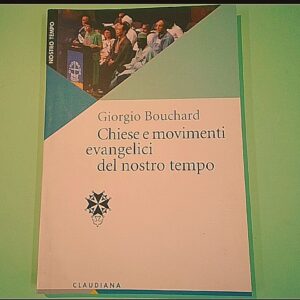 NOSTRO TEMPO
Giorgio Bouchard
Chiese e movimenti
evangelici
del nostro tempo
CLAUDIANA